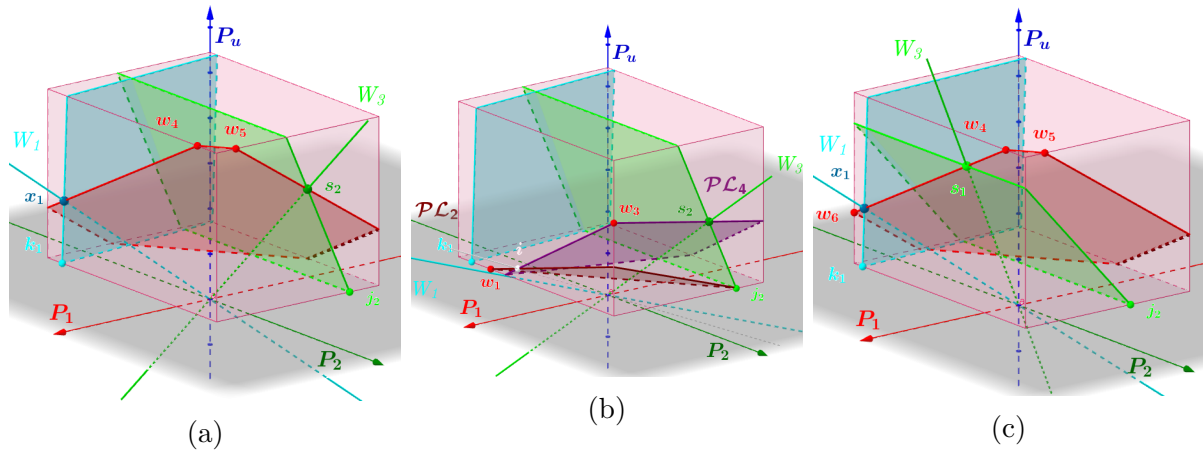 P_u
W_3
w_4
w_5
W_1
x_1
s_2
k_1
j_2
P_1
P_2
(a)
P_u
W_3
PL_4
PL_2
s_2
w_3
k_1
i
W_1
w_1
j_2
P_1
P_2
(b)
P_u
W_3
w_4
w_5
W_1
x_1
s_1
w_6
k_1
j_2
P_1
P_2
(c)